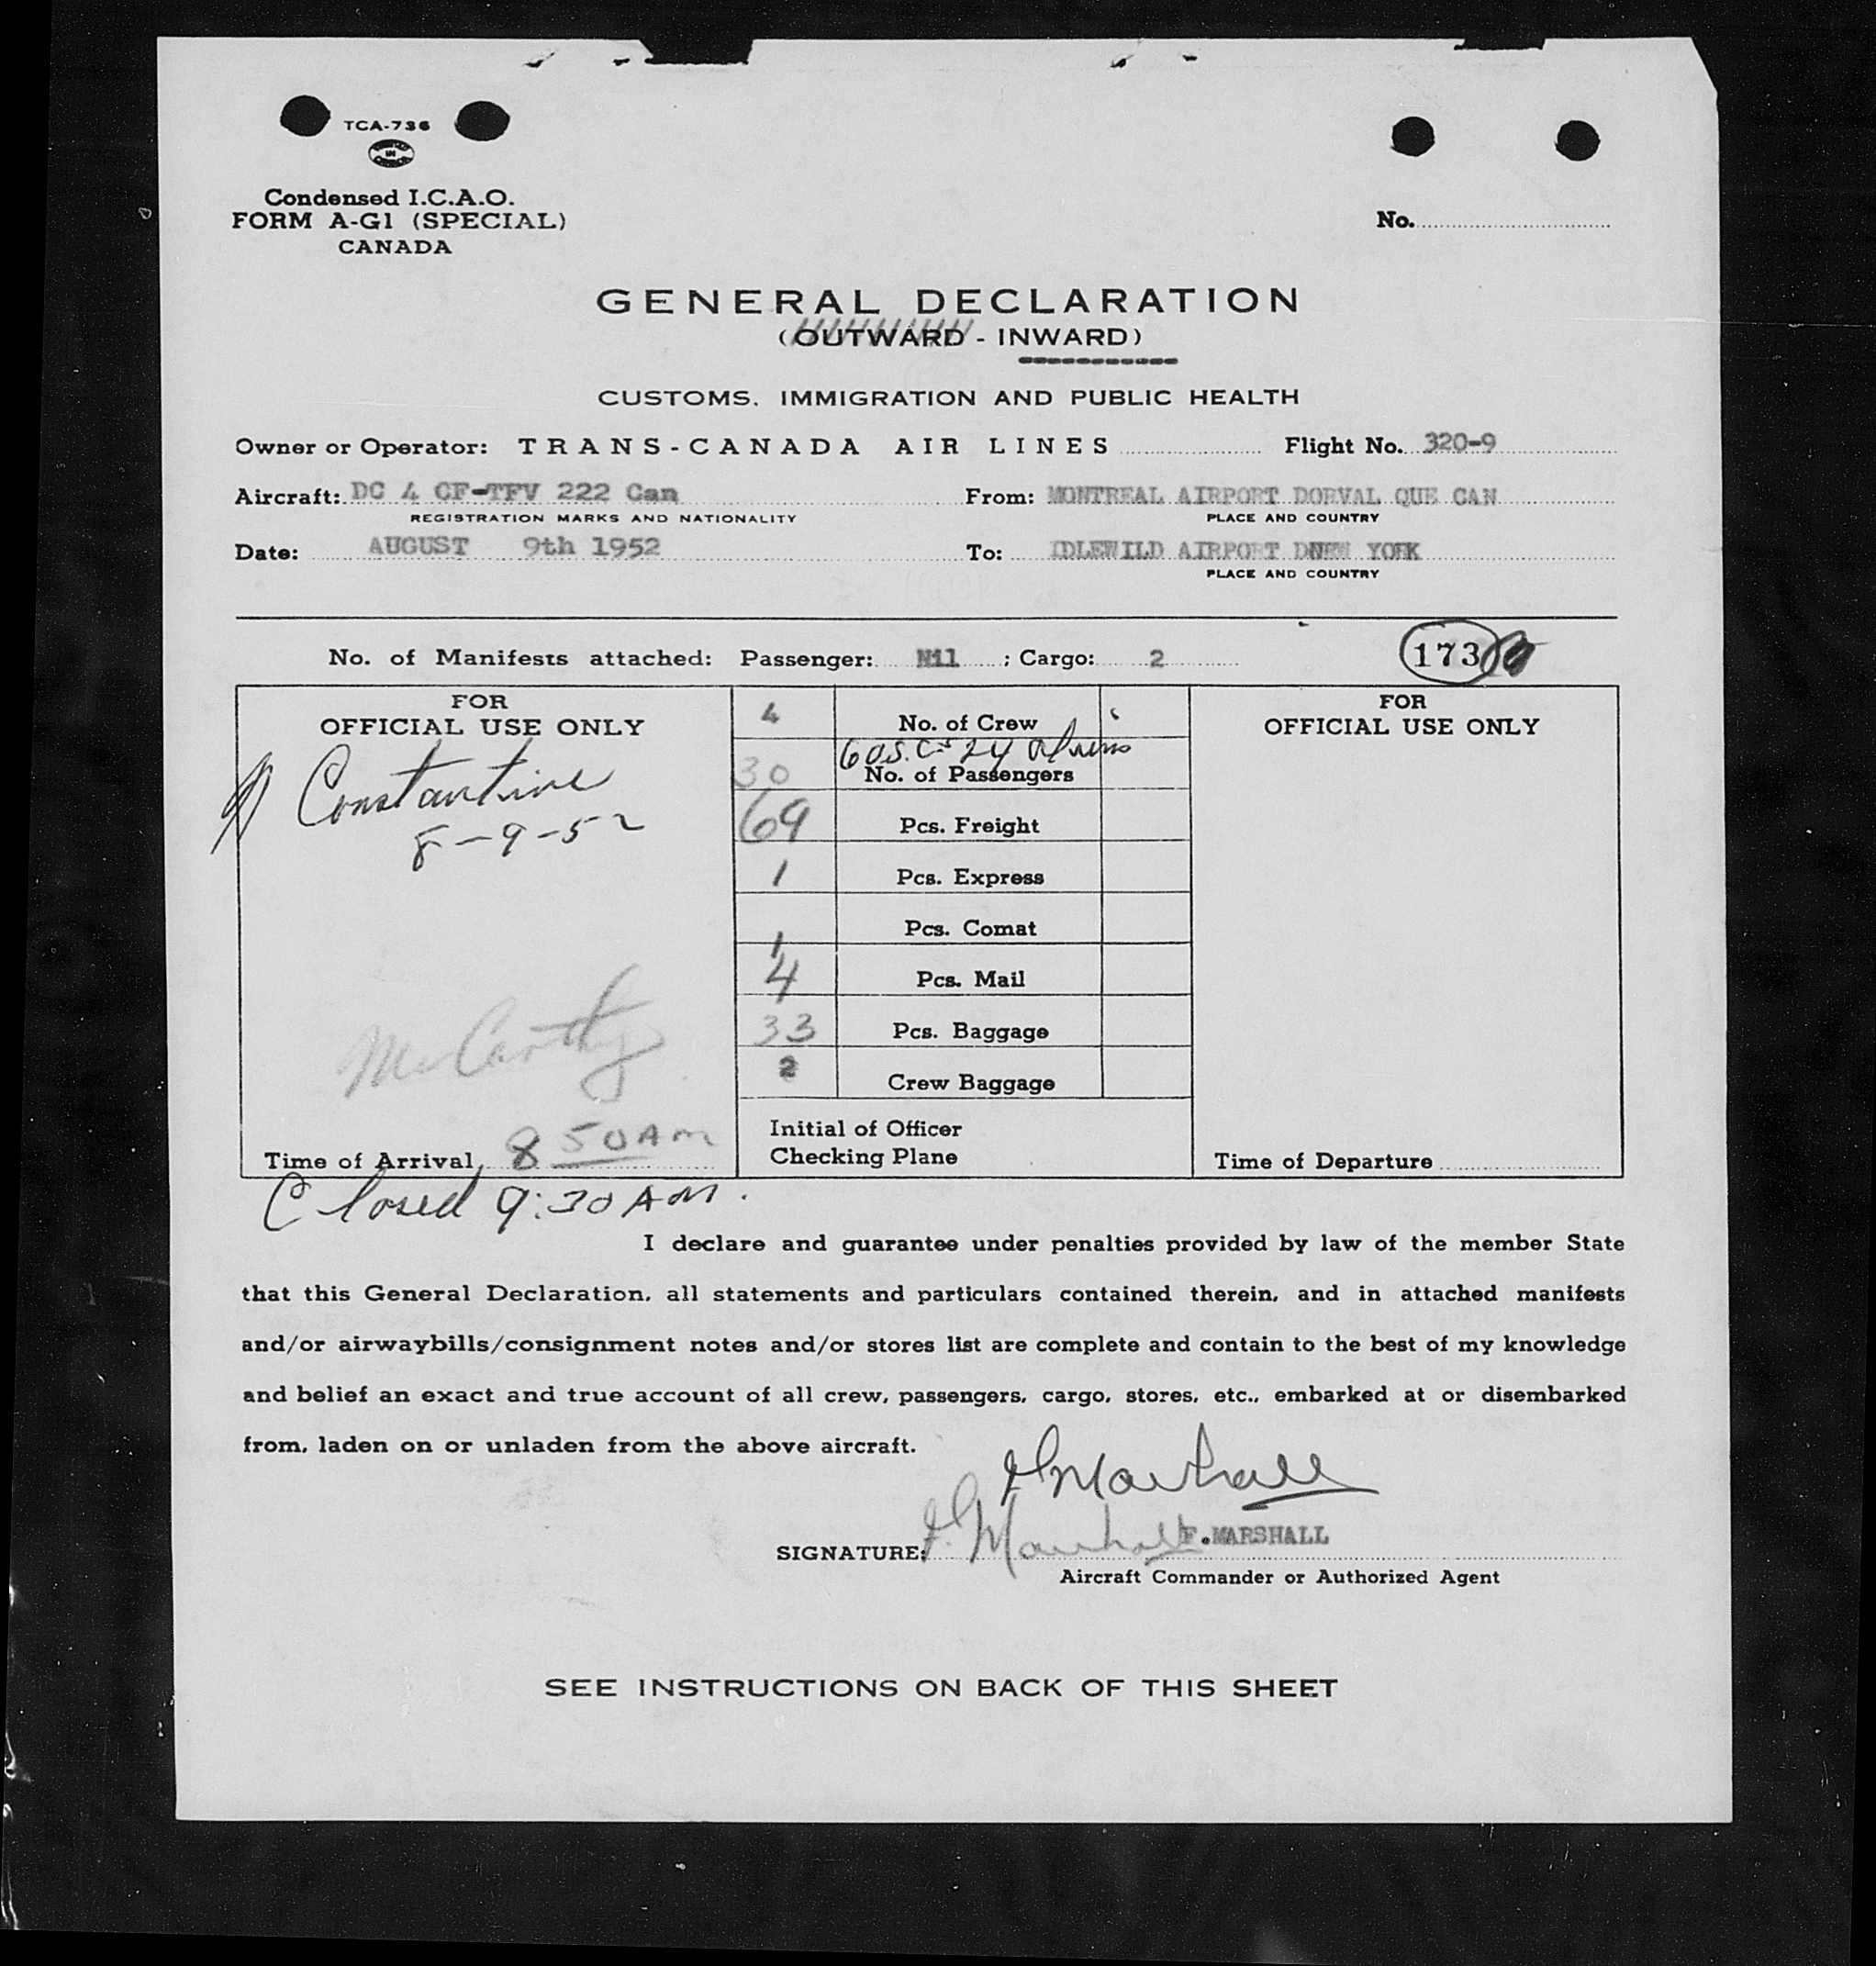 TCA-736
Condensed I.C.A.O.
FORM A-G1 (SPECIAL)
CANADA
No.
GENERAL DECLARATION
(OUTWARD - INWARD)
CUSTOMS, IMMIGRATION AND PUBLIC HEALTH
Owner or Operator: TRANS-CANADA AIR LINES Flight No. 320-9
Aircraft: DC 4 CF-TFV 222 Can From: MONTREAL AIRPORT DORVAL QUE CAN
REGISTRATION MARKS AND NATIONALITY PLACE AND COUNTRY
Date: AUGUST 9th 1952 To: IDLEWILD AIRPORT NEW YORK
PLACE AND COUNTRY
No. of Manifests attached: Passenger: Nil ; Cargo: 2 173
FOR
OFFICIAL USE ONLY
Constantine
8-9-52
McCarthy
Time of Arrival 8 50 AM
4 No. of Crew
6 U.S.C. 24 Aliens
30 No. of Passengers
69 Pcs. Freight
1 Pcs. Express
1 Pcs. Comat
4 Pcs. Mail
33 Pcs. Baggage
2 Crew Baggage
Initial of Officer
Checking Plane
FOR
OFFICIAL USE ONLY
Time of Departure
Closed 9:30 AM.
I declare and guarantee under penalties provided by law of the member State
that this General Declaration, all statements and particulars contained therein, and in attached manifests
and/or airwaybills/consignment notes and/or stores list are complete and contain to the best of my knowledge
and belief an exact and true account of all crew, passengers, cargo, stores, etc., embarked at or disembarked
from, laden on or unladen from the above aircraft.
F Marshall
SIGNATURE: F. Marshall F.MARSHALL
Aircraft Commander or Authorized Agent
SEE INSTRUCTIONS ON BACK OF THIS SHEET